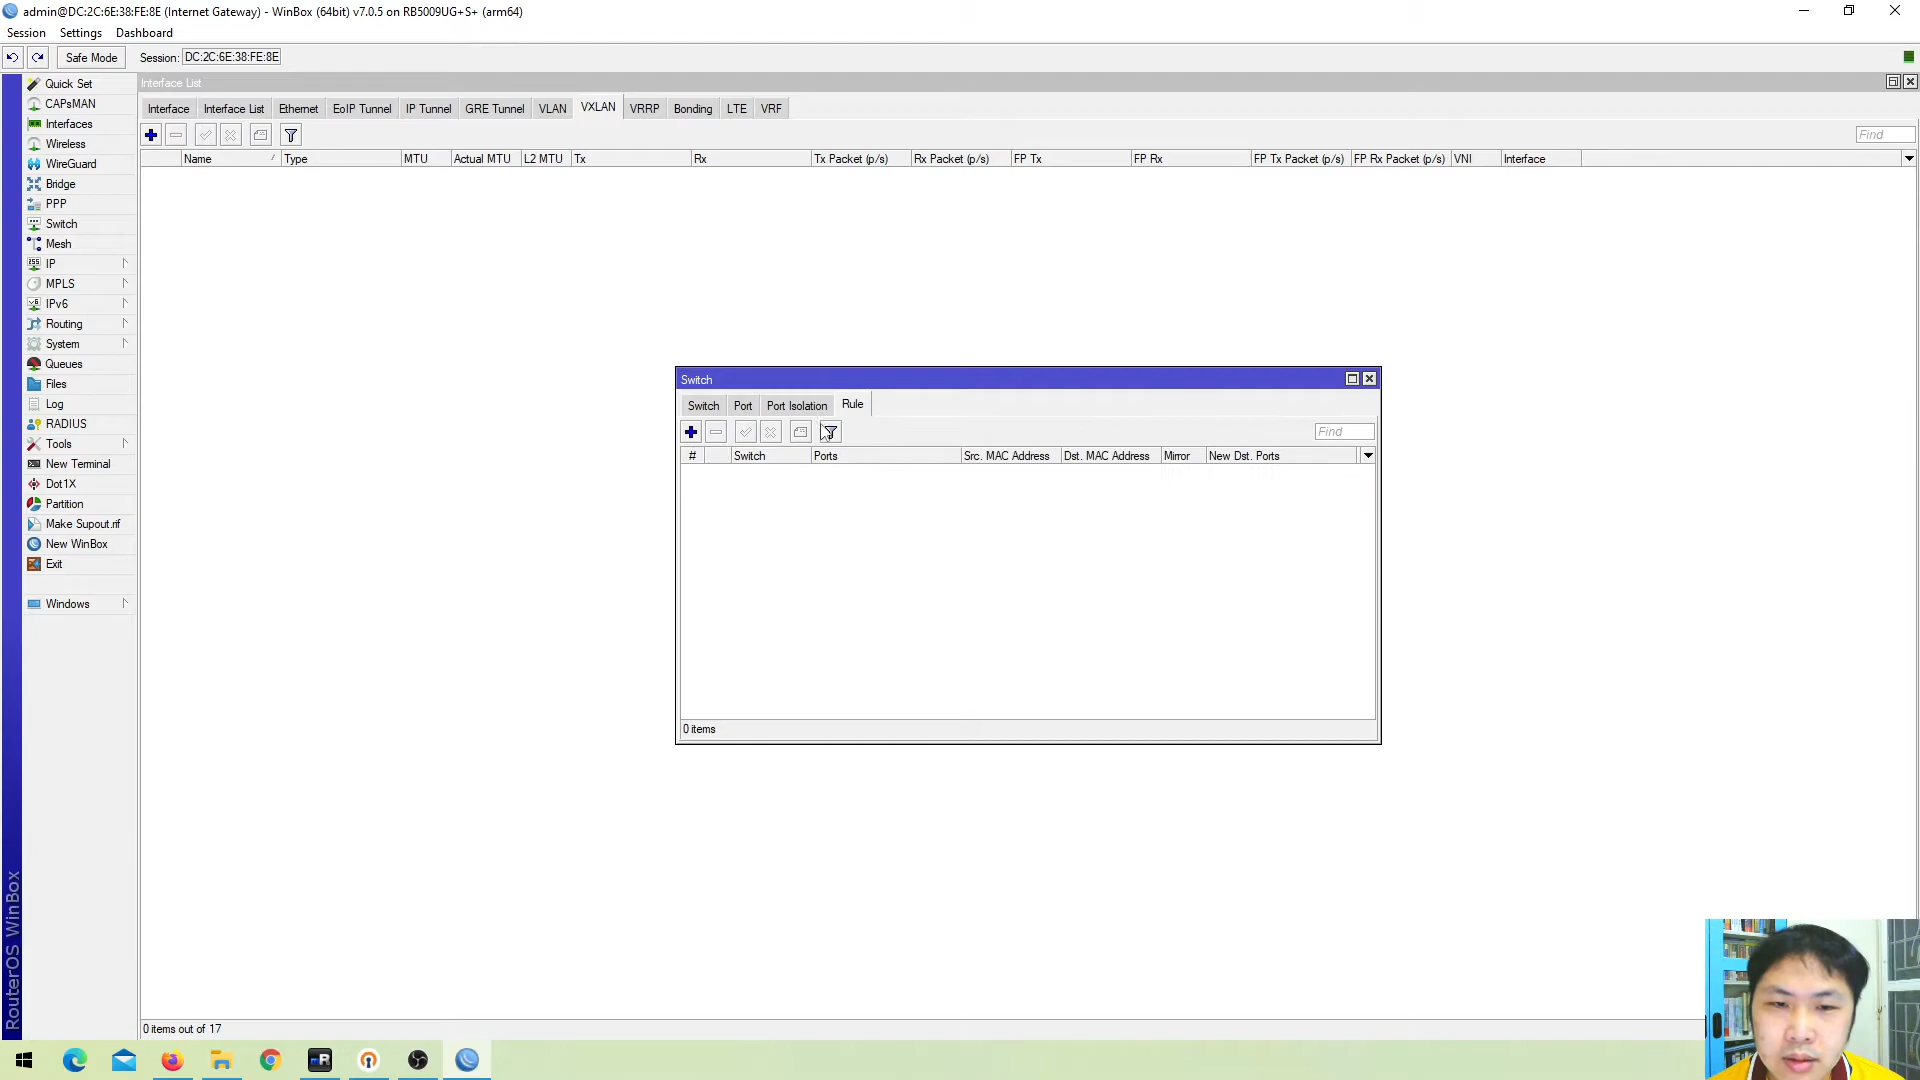 admin@DC:2C:6E:38:FE:8E (Internet Gateway) - WinBox (64bit) v7.0.5 on RB5009UG+S+ (arm64)
Session Settings Dashboard
Safe Mode Session: DC:2C:6E:38:FE:8E
Quick Set
CAPsMAN
Interfaces
Wireless
WireGuard
Bridge
PPP
Switch
Mesh
IP
MPLS
IPv6
Routing
System
Queues
Files
Log
RADIUS
Tools
New Terminal
Dot1X
Partition
Make Supout.rif
New WinBox
Exit
Windows
RouterOS WinBox
Interface List
Interface Interface List Ethernet EoIP Tunnel IP Tunnel GRE Tunnel VLAN VXLAN VRRP Bonding LTE VRF
Find
Name Type MTU Actual MTU L2 MTU Tx Rx Tx Packet (p/s) Rx Packet (p/s) FP Tx FP Rx FP Tx Packet (p/s) FP Rx Packet (p/s) VNI Interface
Switch
Switch Port Port Isolation Rule
Find
# Switch Ports Src. MAC Address Dst. MAC Address Mirror New Dst. Ports
0 items
0 items out of 17